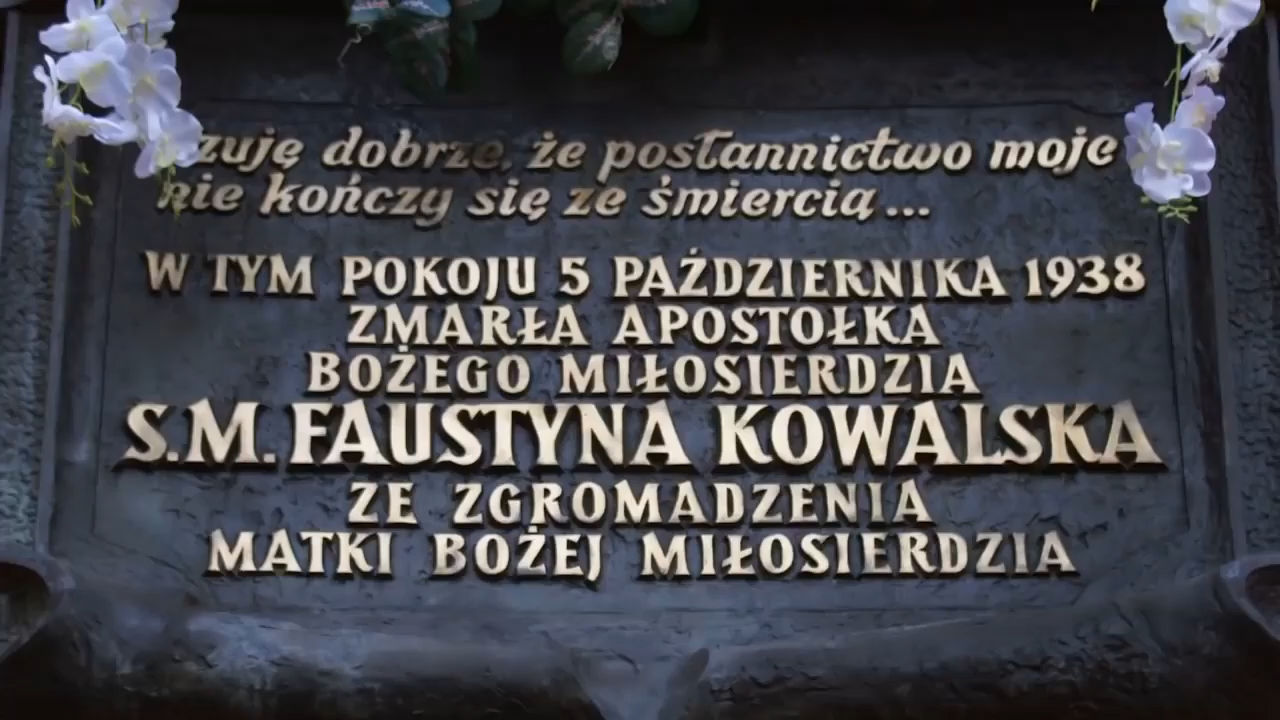 zuję dobrze, że posłannictwo moje
nie kończy się ze śmiercią...
W TYM POKOJU 5 PAŹDZIERNIKA 1938
ZMARŁA APOSTOŁKA
BOŻEGO MIŁOSIERDZIA
S.M. FAUSTYNA KOWALSKA
ZE ZGROMADZENIA
MATKI BOŻEJ MIŁOSIERDZIA